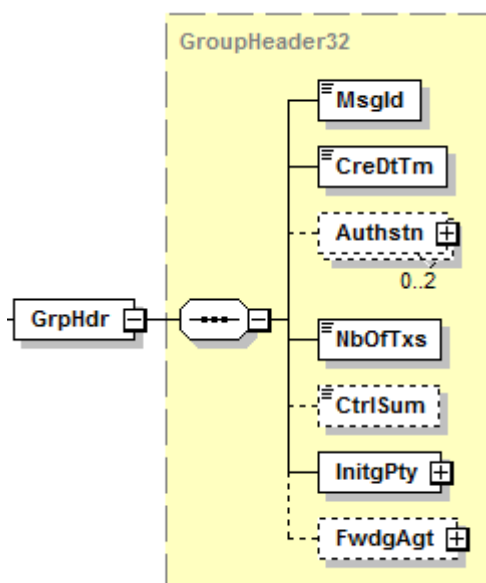 GroupHeader32
MsgId
CreDtTm
Authstn
0..2
GrpHdr
NbOfTxs
CtrlSum
InitgPty
FwdgAgt